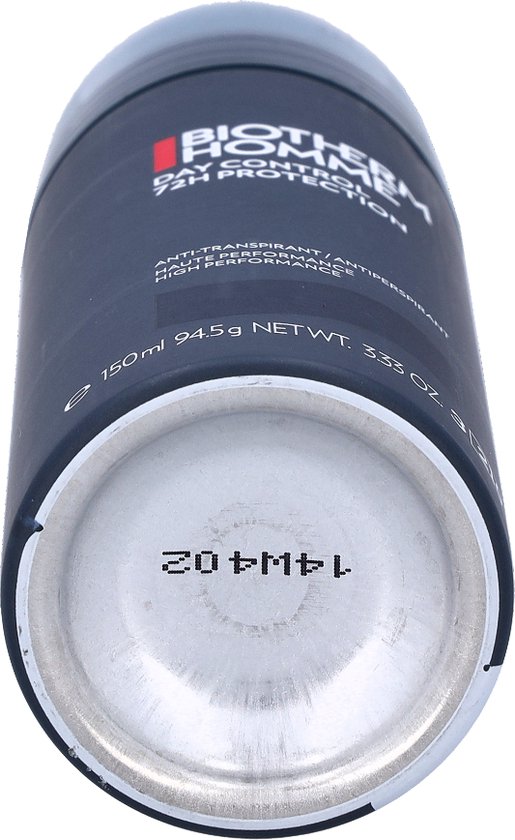 BIOTHERM
HOMME
DAY CONTROL
72H PROTECTION
ANTI-TRANSPIRANT / ANTIPERSPIRANT
HAUTE PERFORMANCE
HIGH PERFORMANCE
℮ 150 ml 94.5 g NET WT. 3.33 OZ.
14W402